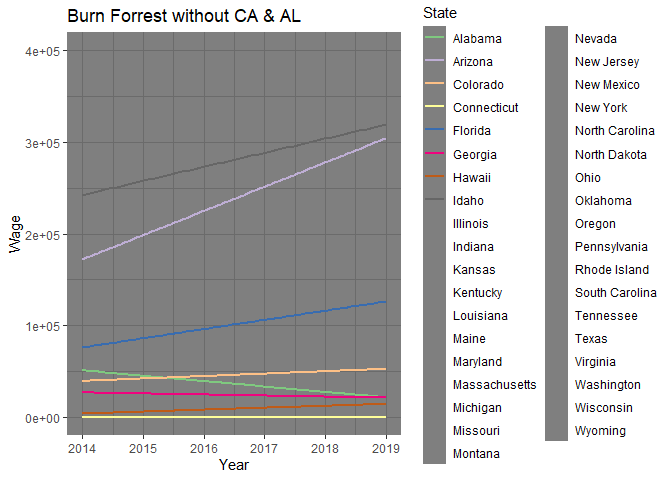 Burn Forrest without CA & AL
4e+05
3e+05
2e+05
1e+05
0e+00
Wage
2014 2015 2016 2017 2018 2019
Year
State
Alabama
Arizona
Colorado
Connecticut
Florida
Georgia
Hawaii
Idaho
Illinois
Indiana
Kansas
Kentucky
Louisiana
Maine
Maryland
Massachusetts
Michigan
Missouri
Montana
Nevada
New Jersey
New Mexico
New York
North Carolina
North Dakota
Ohio
Oklahoma
Oregon
Pennsylvania
Rhode Island
South Carolina
Tennessee
Texas
Virginia
Washington
Wisconsin
Wyoming